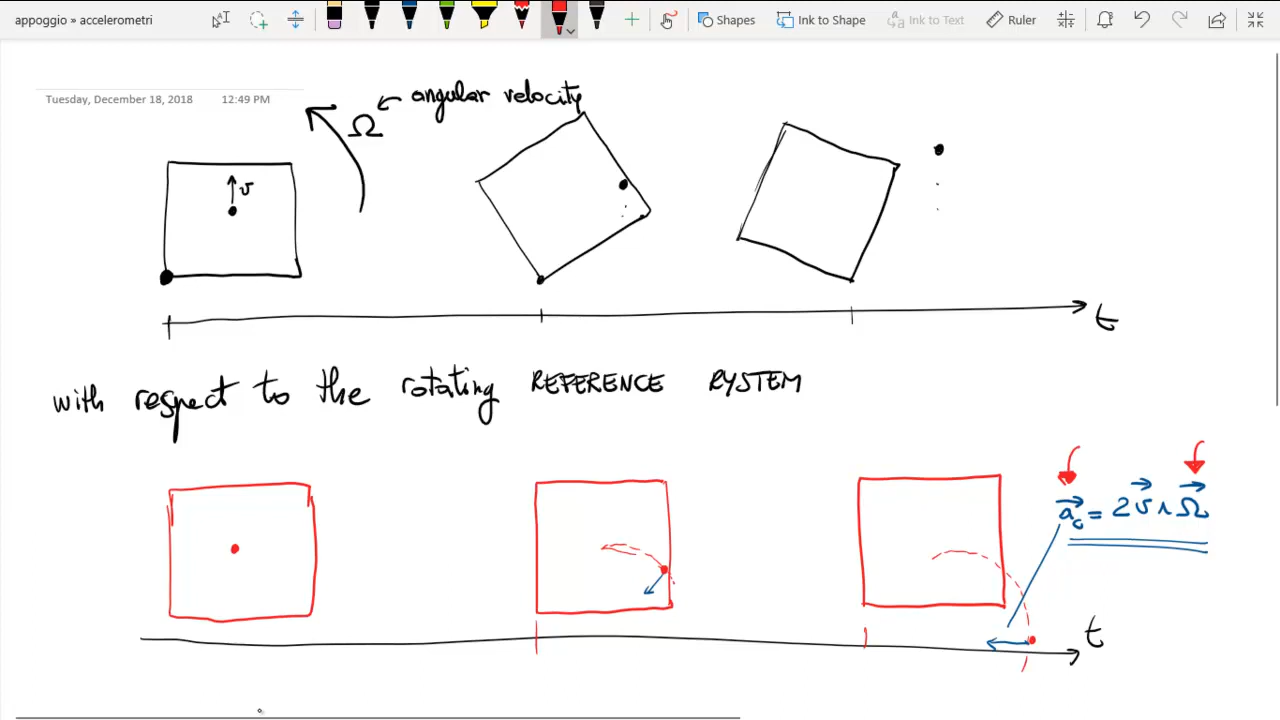 appoggio » accelerometri
Shapes
Ink to Shape
Ink to Text
Ruler
Tuesday, December 18, 2018 12:49 PM
Ω ← angular velocity
v
t
with respect to the rotating REFERENCE SYSTEM
a⃗c = 2v⃗ ∧ Ω⃗
t